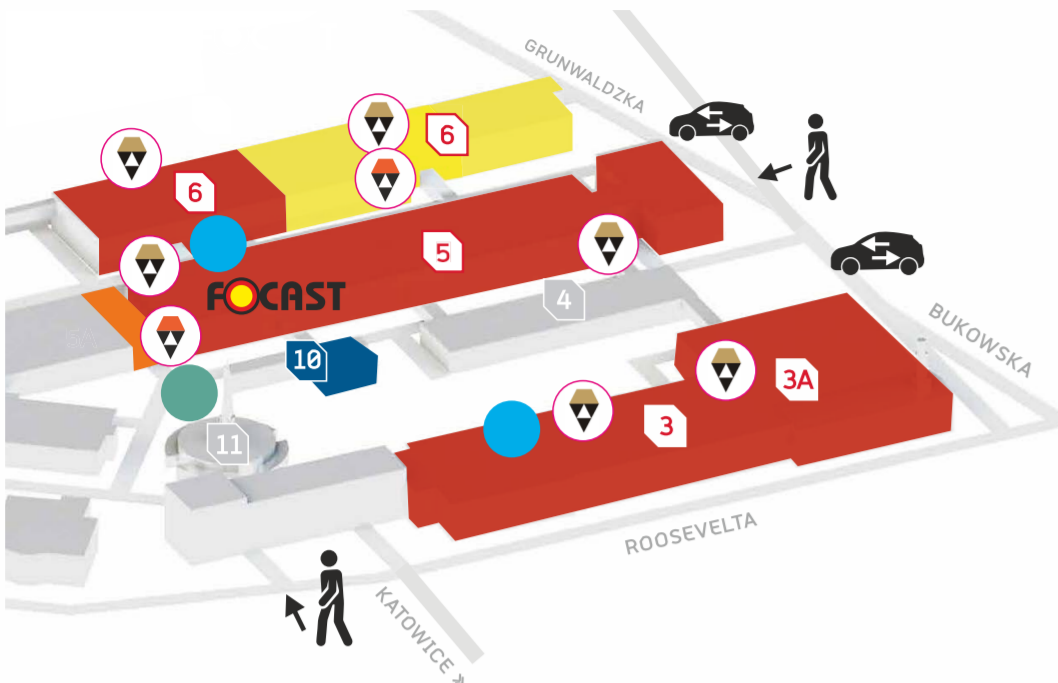 GRUNWALDZKA
6
6
5
FOCAST
4
10
3A
3
11
BUKOWSKA
ROOSEVELTA
KATOWICE »